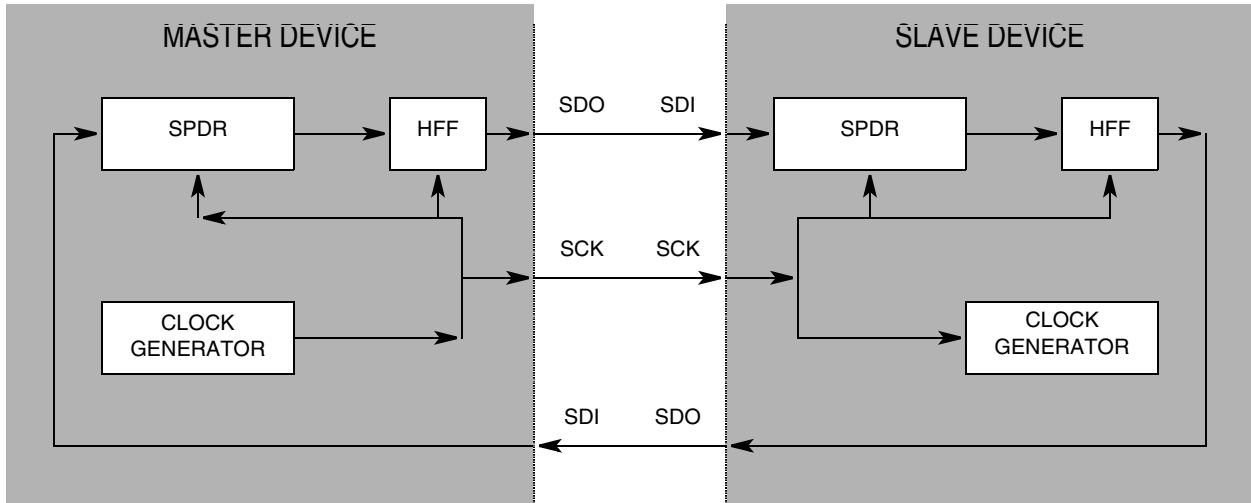 MASTER DEVICE
SLAVE DEVICE
SPDR
HFF
SDO
SDI
SPDR
HFF
SCK
SCK
CLOCK
GENERATOR
CLOCK
GENERATOR
SDI
SDO